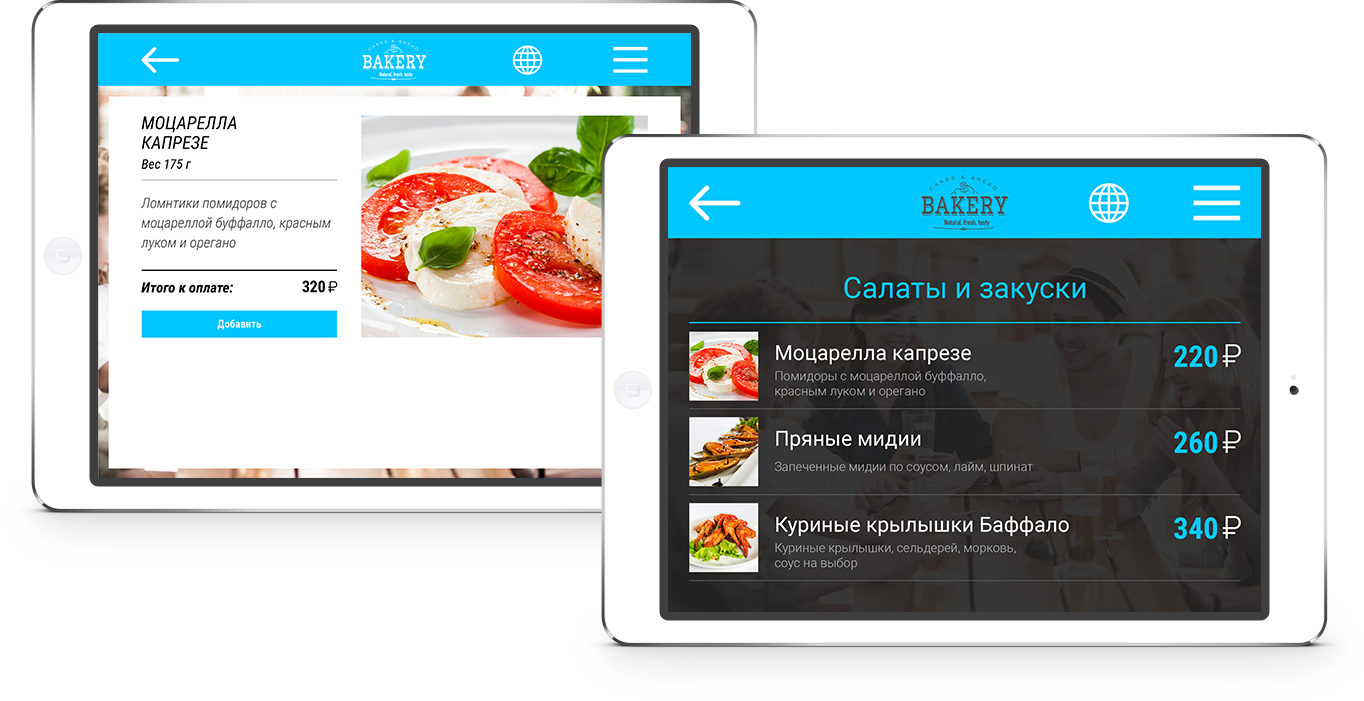 CAKES & BREAD
BAKERY
Natural, fresh, tasty
МОЦАРЕЛЛА
КАПРЕЗЕ
Вес 175 г
Ломнтики помидоров с
моцареллой буффалло, красным
луком и орегано
Итого к оплате: 320 ₽
Добавить
CAKES & BREAD
BAKERY
Natural, fresh, tasty
Салаты и закуски
Моцарелла капрезе 220 ₽
Помидоры с моцареллой буффалло,
красным луком и орегано
Пряные мидии 260 ₽
Запеченные мидии по соусом, лайм, шпинат
Куриные крылышки Баффало 340 ₽
Куриные крылышки, сельдерей, морковь,
соус на выбор